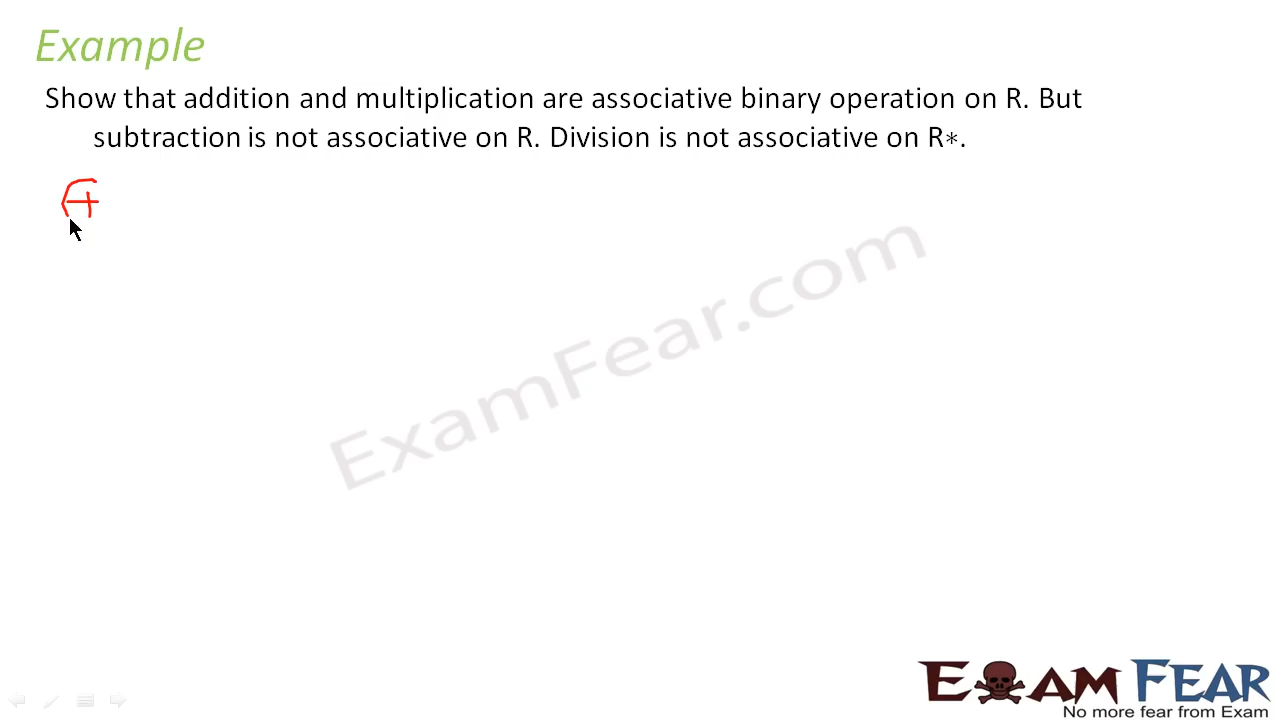 Example
Show that addition and multiplication are associative binary operation on R. But
subtraction is not associative on R. Division is not associative on R∗.
+
ExamFear.com
EXAM FEAR
No more fear from Exam